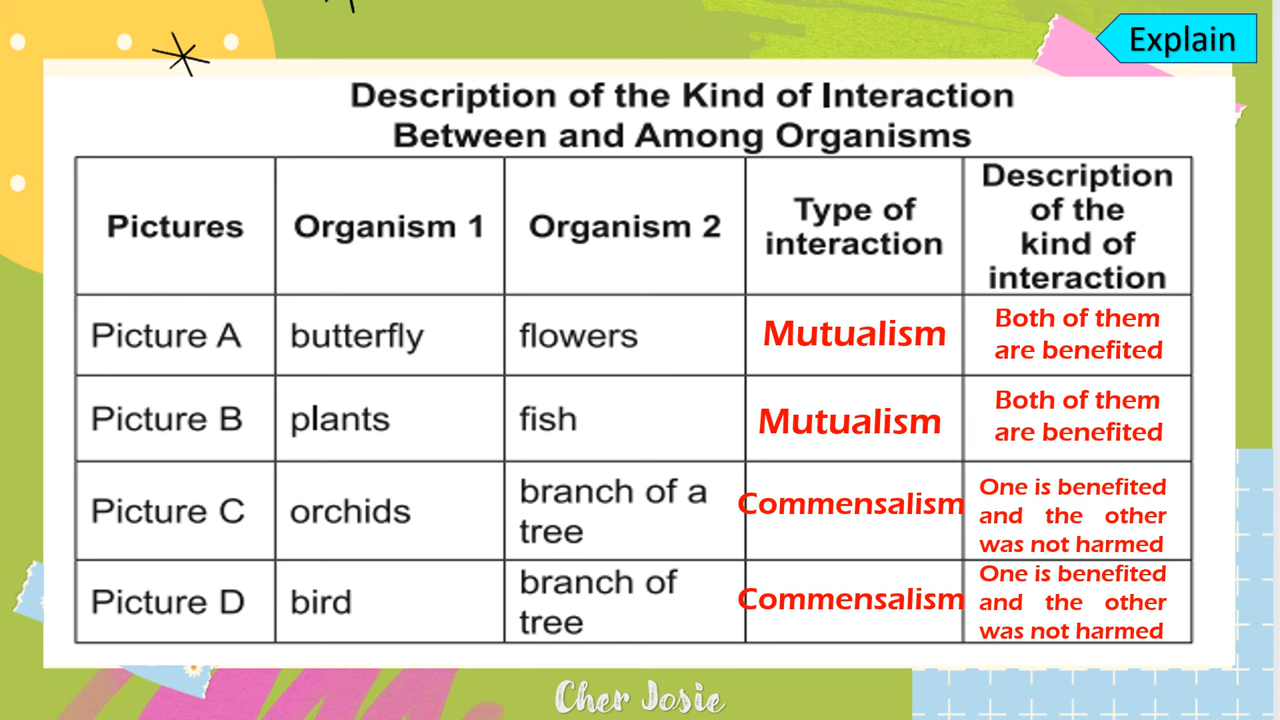 Explain
Description of the Kind of Interaction
Between and Among Organisms
Pictures
Organism 1
Organism 2
Type of
interaction
Description
of the
kind of
interaction
Picture A
butterfly
flowers
Mutualism
Both of them
are benefited
Picture B
plants
fish
Mutualism
Both of them
are benefited
Picture C
orchids
branch of a
tree
Commensalism
One is benefited
and the other
was not harmed
Picture D
bird
branch of
tree
Commensalism
One is benefited
and the other
was not harmed
Cher Josie